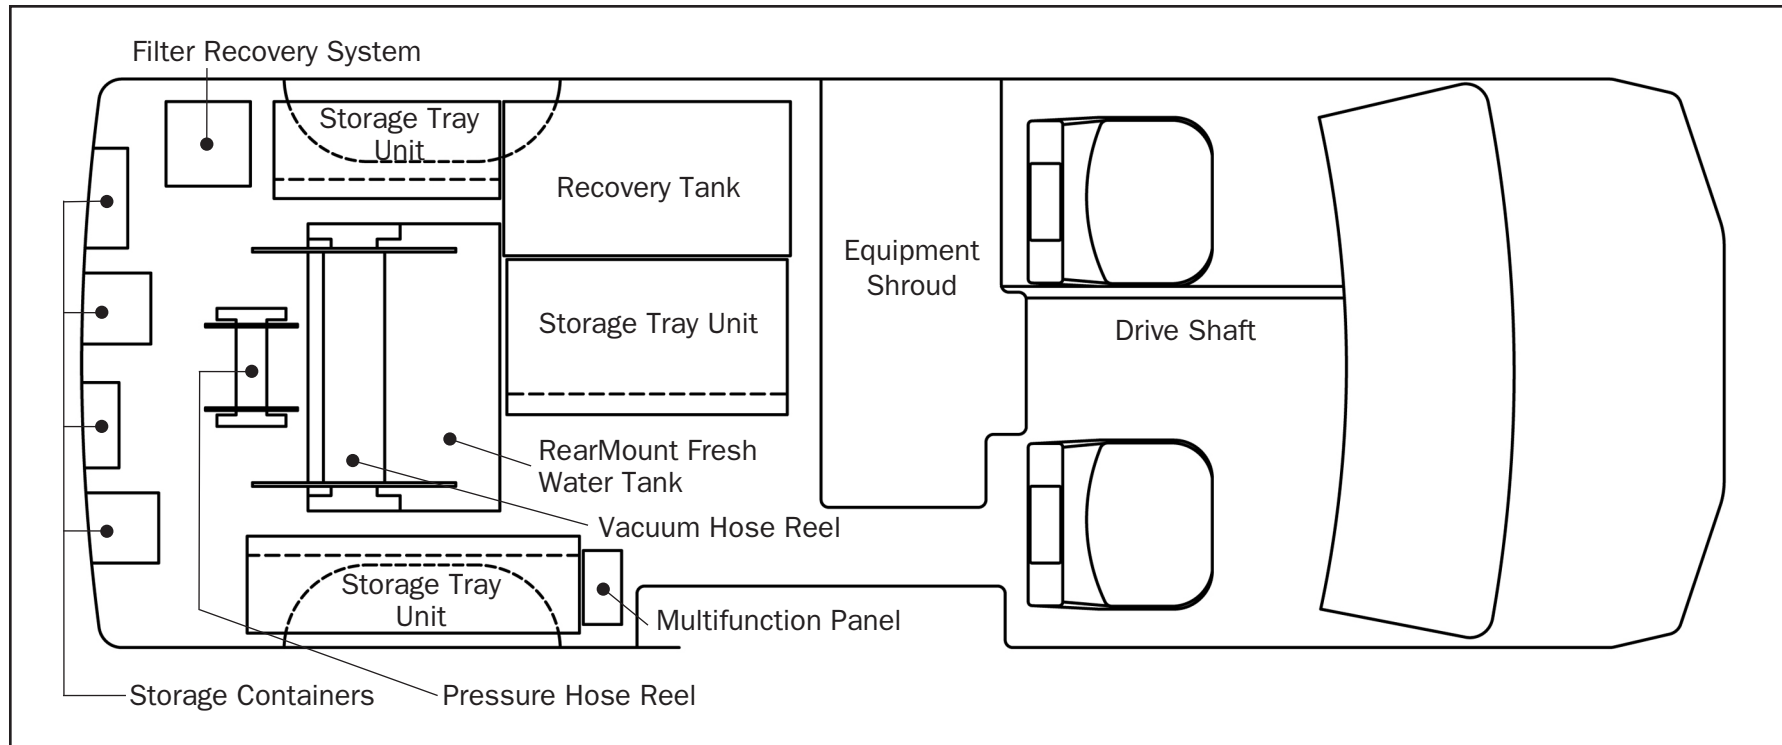 Filter Recovery System
Storage Tray
Unit
Recovery Tank
Equipment
Shroud
Storage Tray Unit
Drive Shaft
RearMount Fresh
Water Tank
Vacuum Hose Reel
Storage Tray
Unit
Multifunction Panel
Storage Containers
Pressure Hose Reel